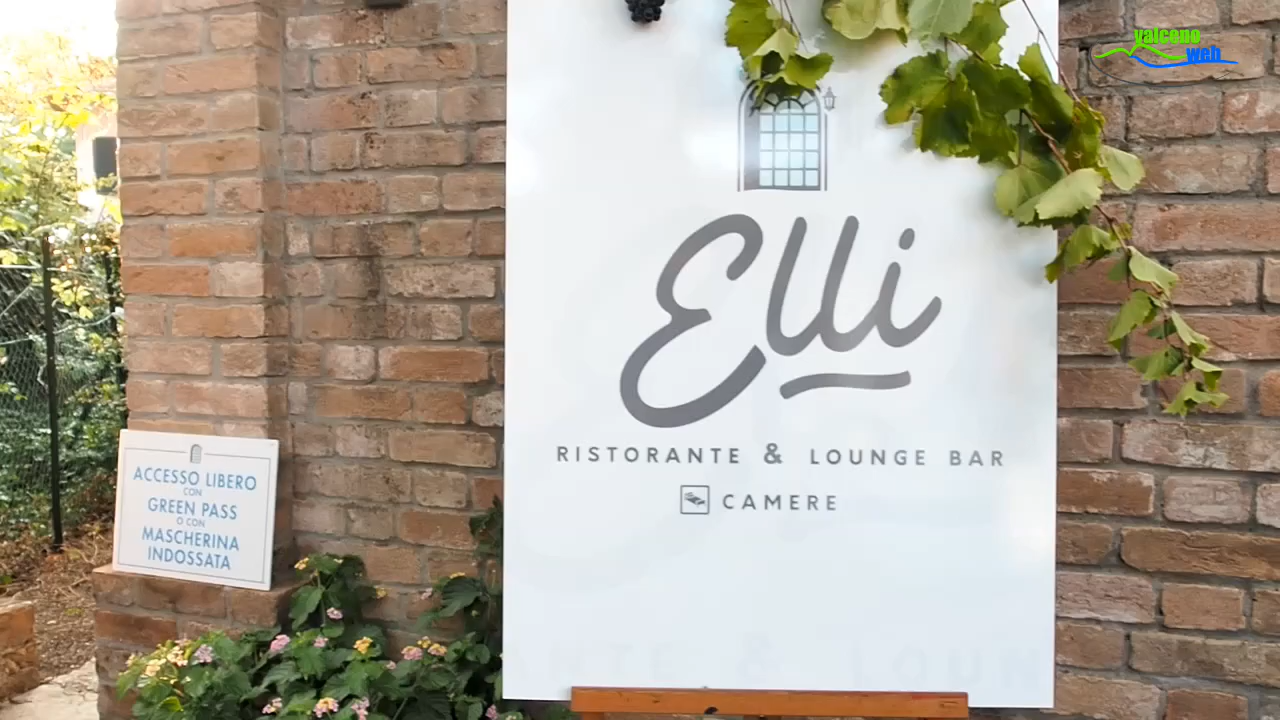 valceno
web
Elli
RISTORANTE & LOUNGE BAR
CAMERE
ACCESSO LIBERO
CON
GREEN PASS
O CON
MASCHERINA
INDOSSATA